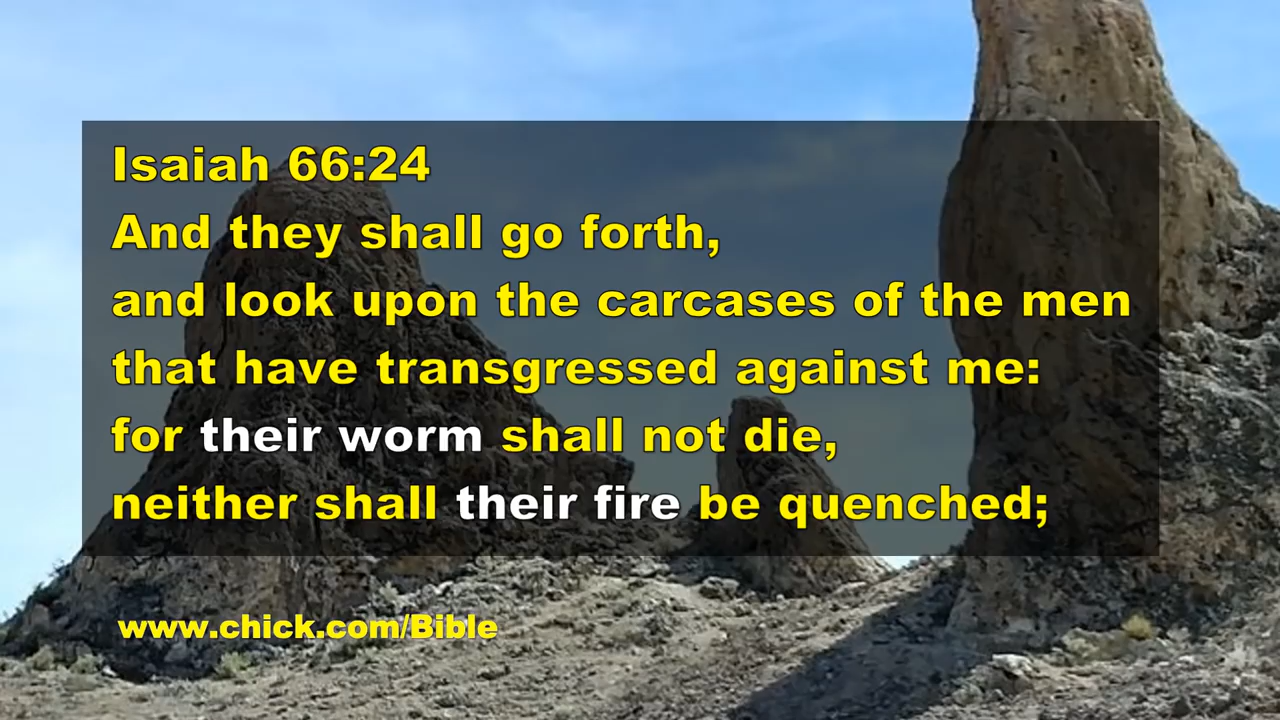 Isaiah 66:24
And they shall go forth,
and look upon the carcases of the men
that have transgressed against me:
for their worm shall not die,
neither shall their fire be quenched;
www.chick.com/Bible